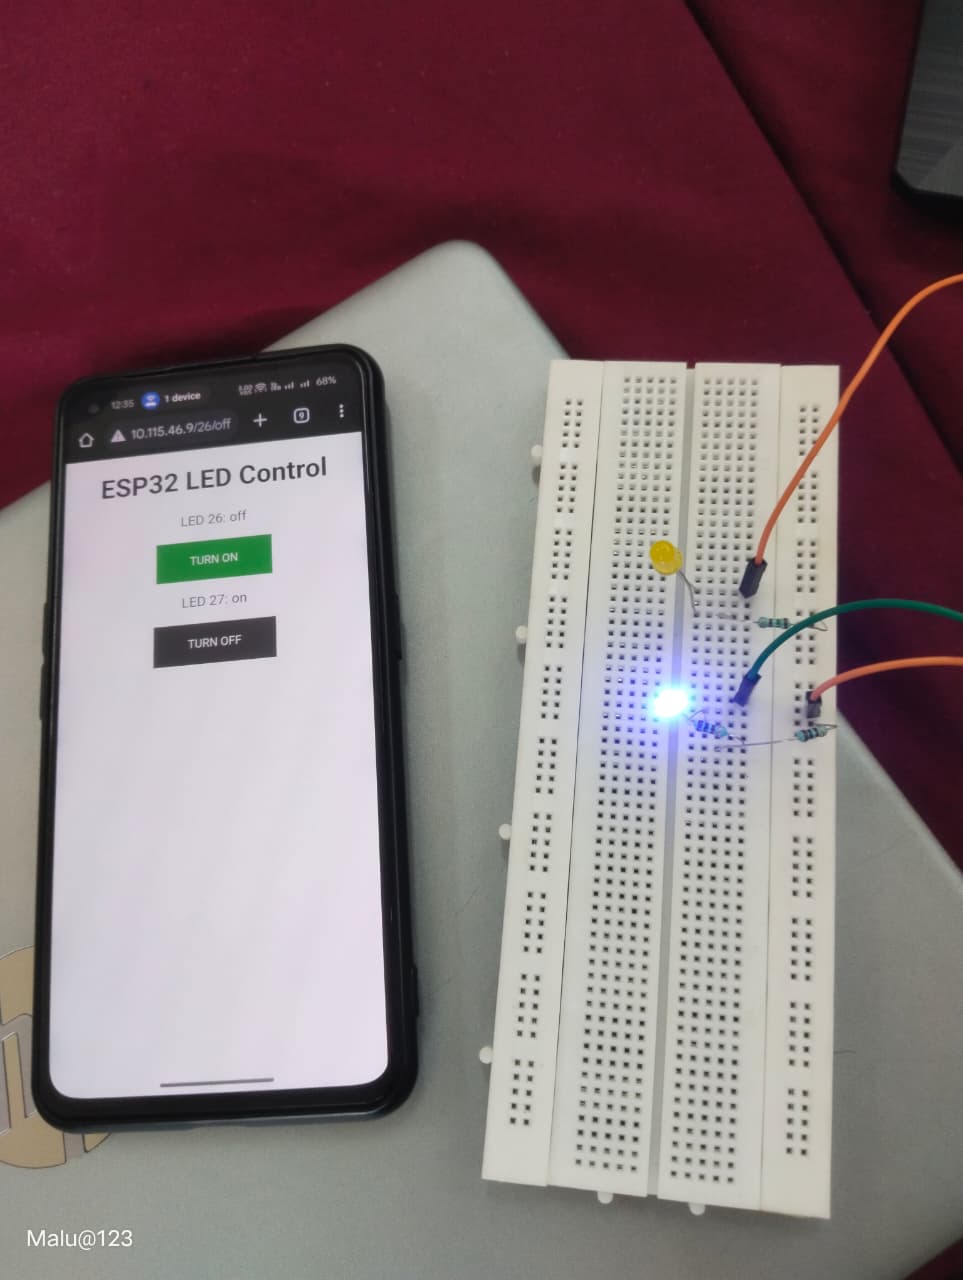 12:35 1 device 68%
10.115.46.9/26/off 9
ESP32 LED Control
LED 26: off
TURN ON
LED 27: on
TURN OFF
Malu@123